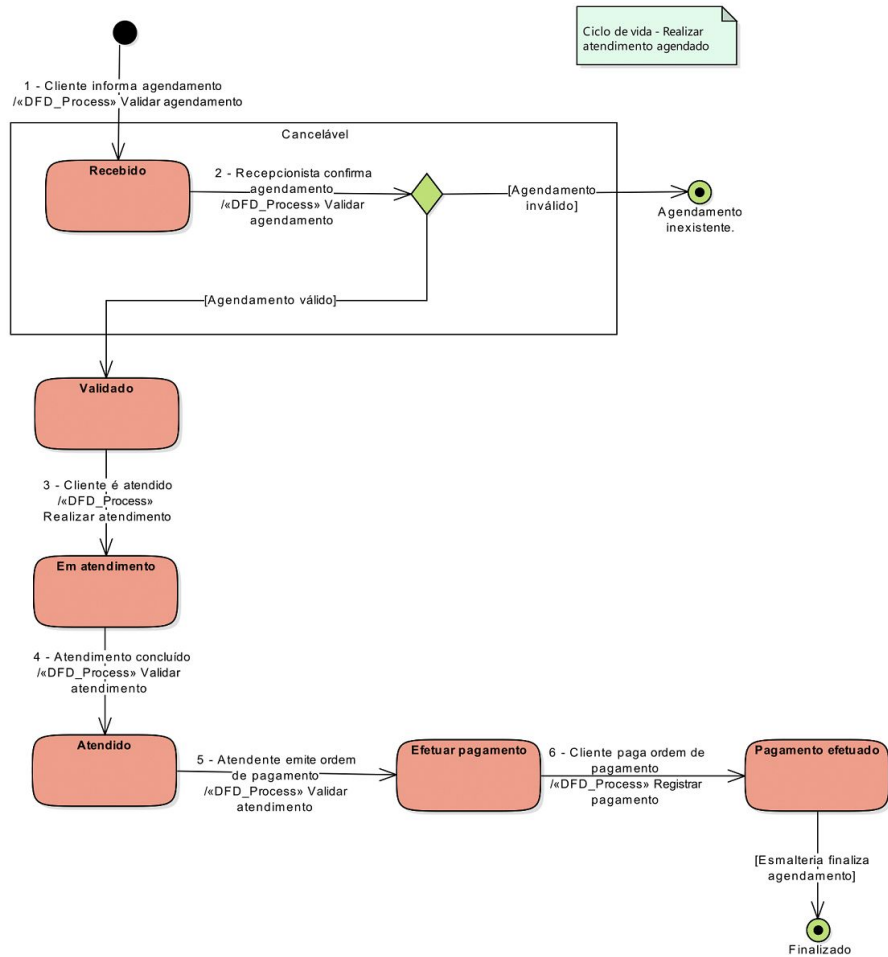 Ciclo de vida - Realizar
atendimento agendado
1 - Cliente informa agendamento
/«DFD_Process» Validar agendamento
Cancelável
Recebido
2 - Recepcionista confirma
agendamento
/«DFD_Process» Validar
agendamento
[Agendamento
inválido]
Agendamento
inexistente.
[Agendamento válido]
Validado
3 - Cliente é atendido
/«DFD_Process»
Realizar atendimento
Em atendimento
4 - Atendimento concluído
/«DFD_Process» Validar
atendimento
Atendido
5 - Atendente emite ordem
de pagamento
/«DFD_Process» Validar
atendimento
Efetuar pagamento
6 - Cliente paga ordem de
pagamento
/«DFD_Process» Registrar
pagamento
Pagamento efetuado
[Esmalteria finaliza
agendamento]
Finalizado